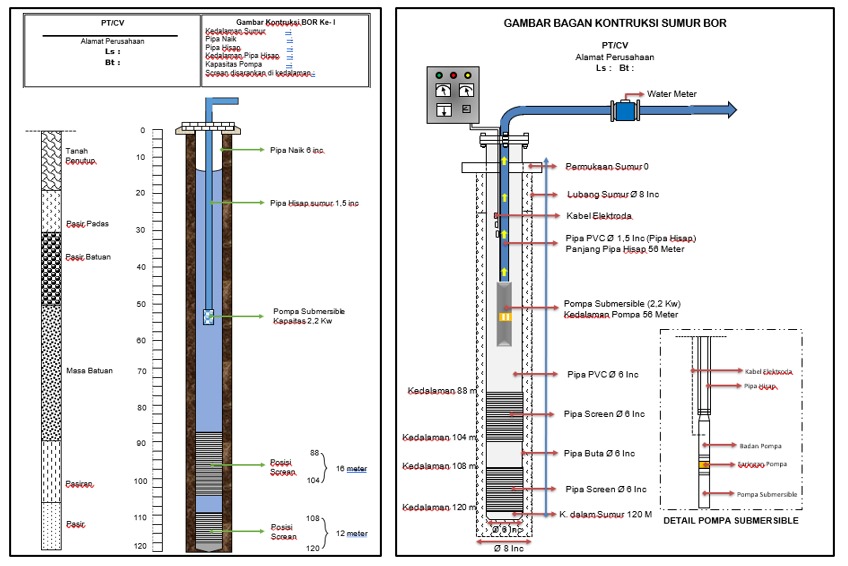 PT/CV
Alamat Perusahaan
Ls :
Bt :
Gambar Kontruksi BOR Ke- I
Kedalaman Sumur :
Pipa Naik :
Pipa Hisap :
Kedalaman Pipa Hisap :
Kapasitas Pompa :
Screan disarankan di kedalaman :
0
10
20
30
40
50
60
70
80
90
100
110
120
Tanah
Penutup
Pasir Padas
Pasir Batuan
Masa Batuan
Pasiran
Pasir
Pipa Naik 6 inc
Pipa Hisap sumur 1,5 inc
Pompa Submersible
Kapaitas 2,2 Kw
Posisi
Screan
88
104
16 meter
Posisi
Screan
108
120
12 meter
GAMBAR BAGAN KONTRUKSI SUMUR BOR
PT/CV
Alamat Perusahaan
Ls : Bt :
Water Meter
Pemukaan Sumur 0
Lubang Sumur Ø 8 Inc
Kabel Elektroda
Pipa PVC Ø 1,5 Inc (Pipa Hisap)
Panjang Pipa Hisap 56 Meter
Pompa Submersible (2,2 Kw)
Kedalaman Pompa 56 Meter
Pipa PVC Ø 6 Inc
Kedalaman 88 m
Pipa Screen Ø 6 Inc
Kedalaman 104 m
Pipa Buta Ø 6 Inc
Kedalaman 108 m
Pipa Screen Ø 6 Inc
Kedalaman 120 m
K. dalam Sumur 120 M
Ø 6 Inc
Ø 8 Inc
Kabel Elektroda
Pipa Hisap
Badan Pompa
Saringan Pompa
Pompa Submersible
DETAIL POMPA SUBMERSIBLE